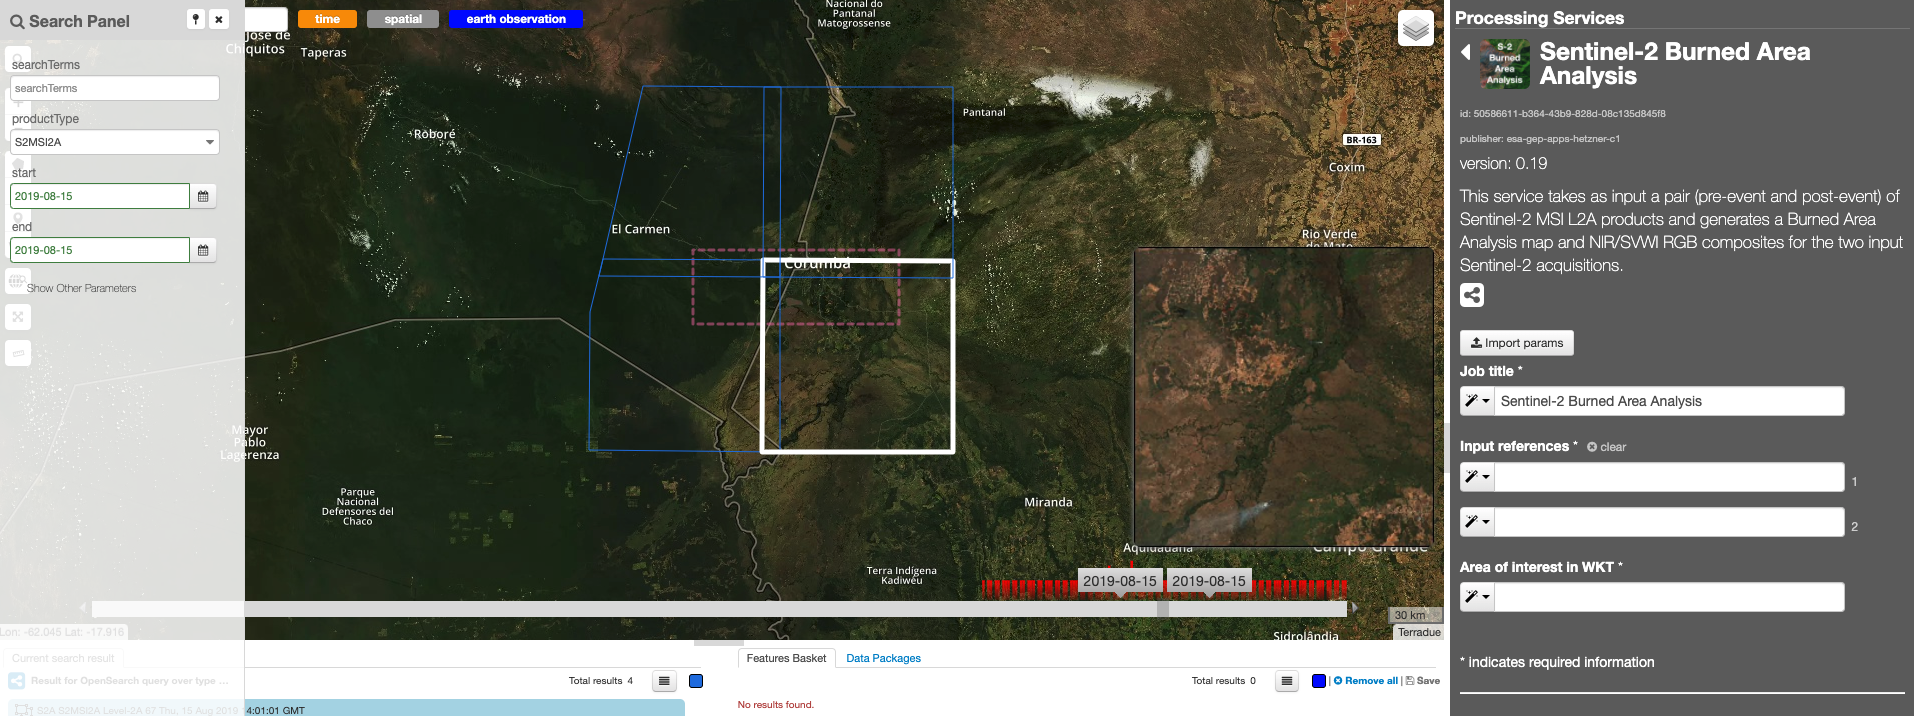 Search Panel
searchTerms
searchTerms
productType
S2MSI2A
start
2019-08-15
end
2019-08-15
Show Other Parameters
time
spatial
earth observation
José de
Chiquitos
Taperas
Nacional do
Pantanal
Matogrossense
Roboré
Pantanal
BR-163
Coxim
El Carmen
Rio Verde
de Mato
Corumbá
Mayor
Pablo
Lagerenza
Parque
Nacional
Defensores del
Chaco
Miranda
Aquidauana
Campo Grande
Terra Indígena
Kadiwéu
2019-08-15
2019-08-15
30 km
Terradue
Sidrolândia
Lon: -62.045 Lat: -17.916
Current search result
Result for OpenSearch query over type ...
Total results 4
S2A S2MSI2A Level-2A 67 Thu, 15 Aug 2019 14:01:01 GMT
Features Basket
Data Packages
Total results 0
| Remove all | Save
No results found.
Processing Services
S-2
Burned
Area
Analysis
Sentinel-2 Burned Area
Analysis
id: 50586611-b364-43b9-828d-08c135d845f8
publisher: esa-gep-apps-hetzner-c1
version: 0.19
This service takes as input a pair (pre-event and post-event) of
Sentinel-2 MSI L2A products and generates a Burned Area
Analysis map and NIR/SVWI RGB composites for the two input
Sentinel-2 acquisitions.
Import params
Job title *
Sentinel-2 Burned Area Analysis
Input references * clear
1
2
Area of interest in WKT *
* indicates required information